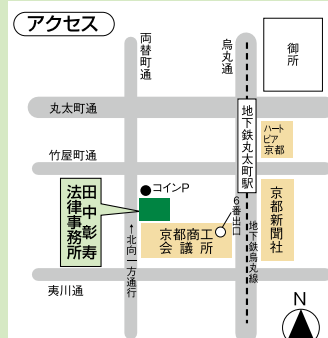 アクセス
両替町通
烏丸通
御所
丸太町通
地下鉄丸太町駅
ハート
ピア
京都
竹屋町通
コインP
田中彰寿
法律事務所
6番出口
京都新聞社
京都商工
会議所
↑北向一方通行
地下鉄烏丸線
夷川通
N